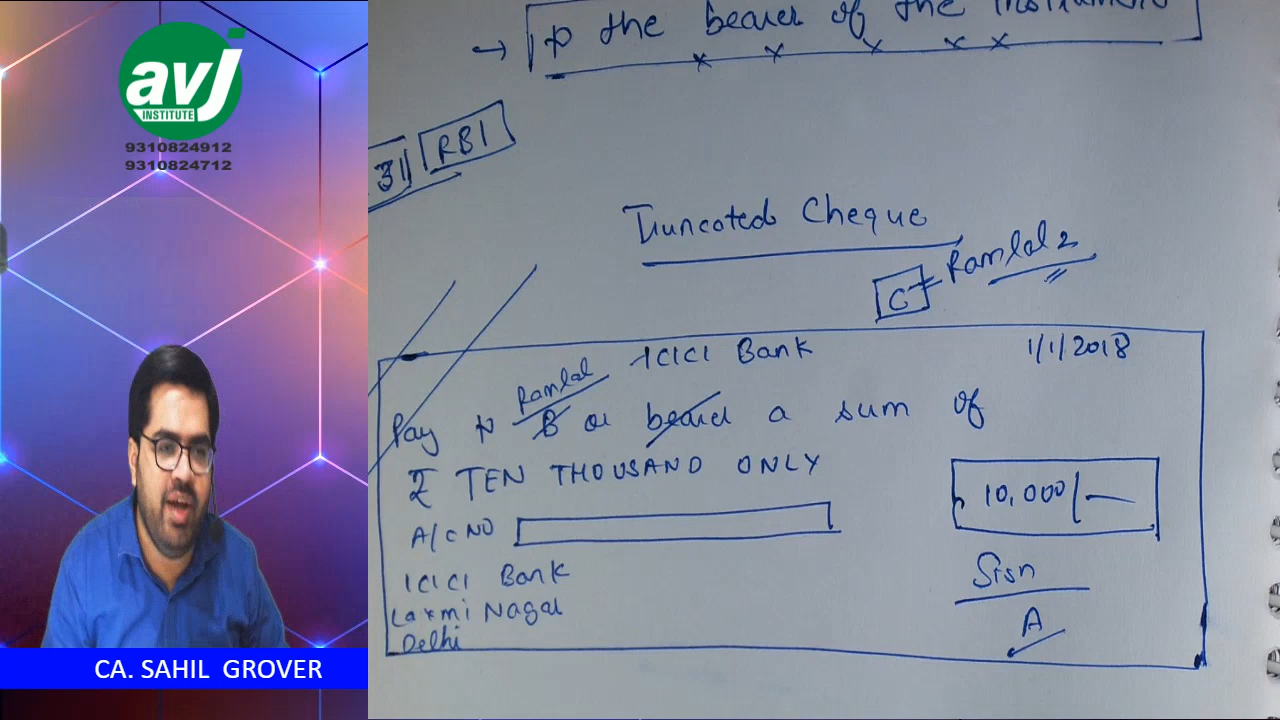 avj
INSTITUTE
9310824912
9310824712
CA. SAHIL GROVER
→ to the bearer of the instrument
31 RBI
Truncated Cheque
C Ramlal 2
ICICI Bank 1/1/2018
Ramlal
Pay to B or bearer a sum of
₹ TEN THOUSAND ONLY
10,000/-
A/C NO
ICICI Bank
Laxmi Nagar
Delhi
Sign
A